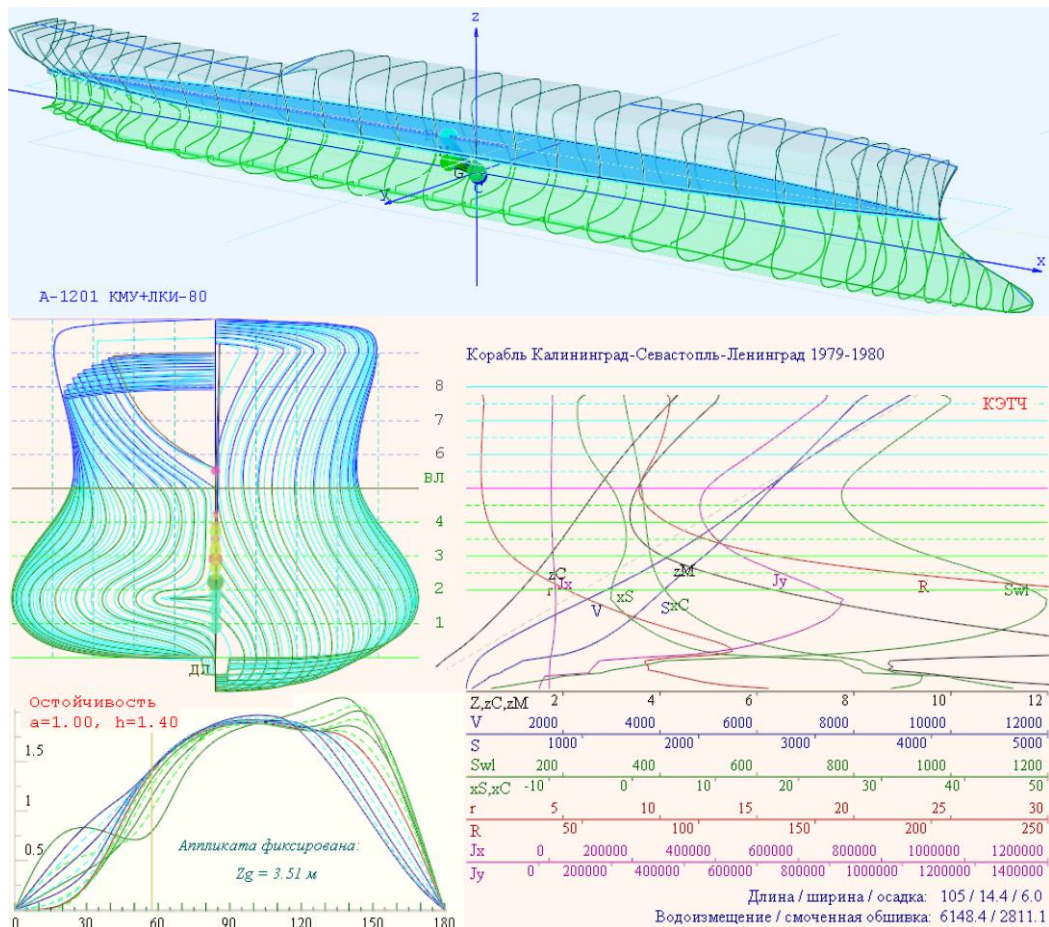 z
G
C
y
x
А-1201 КМУ+ЛКИ-80
8
7
6
ВЛ
4
3
2
1
ДЛ
Корабль Калининград-Севастопль-Ленинград 1979-1980
КЭТЧ
zC
Jx
r
xS
V
S
xC
zM
Jy
R
Swl
Z,zC,zM 2 4 6 8 10 12
V 2000 4000 6000 8000 10000 12000
S 1000 2000 3000 4000 5000
Swl 200 400 600 800 1000 1200
xS,xC -10 0 10 20 30 40 50
r 5 10 15 20 25 30
R 50 100 150 200 250
Jx 0 200000 400000 600000 800000 1000000 1200000
Jy 0 200000 400000 600000 800000 1000000 1200000 1400000
Длина / ширина / осадка: 105 / 14.4 / 6.0
Водоизмещение / смоченная обшивка: 6148.4 / 2811.1
Остойчивость
a=1.00, h=1.40
1.5
1
0.5
Аппликата фиксирована:
Zg = 3.51 м
0 30 60 90 120 150 180